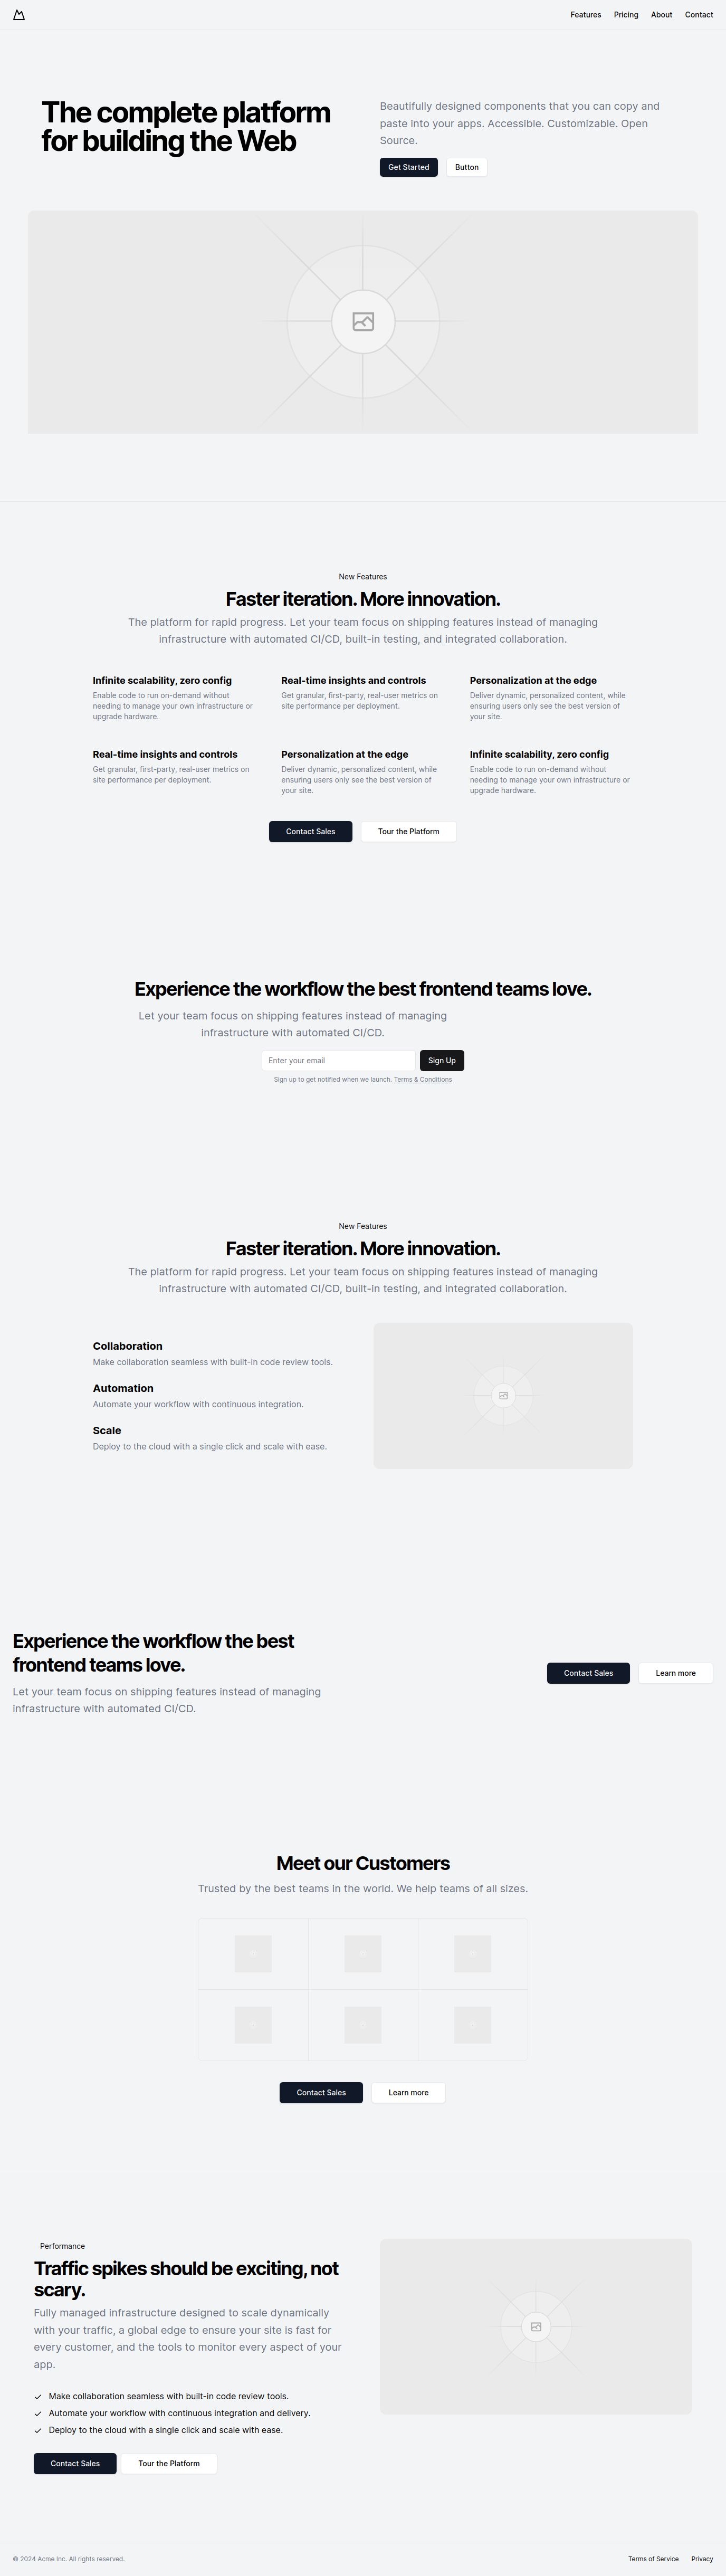 Features Pricing About Contact
The complete platform
for building the Web
Beautifully designed components that you can copy and
paste into your apps. Accessible. Customizable. Open
Source.
Get Started Button
New Features
Faster iteration. More innovation.
The platform for rapid progress. Let your team focus on shipping features instead of managing
infrastructure with automated CI/CD, built-in testing, and integrated collaboration.
Infinite scalability, zero config
Enable code to run on-demand without
needing to manage your own infrastructure or
upgrade hardware.
Real-time insights and controls
Get granular, first-party, real-user metrics on
site performance per deployment.
Personalization at the edge
Deliver dynamic, personalized content, while
ensuring users only see the best version of
your site.
Real-time insights and controls
Get granular, first-party, real-user metrics on
site performance per deployment.
Personalization at the edge
Deliver dynamic, personalized content, while
ensuring users only see the best version of
your site.
Infinite scalability, zero config
Enable code to run on-demand without
needing to manage your own infrastructure or
upgrade hardware.
Contact Sales Tour the Platform
Experience the workflow the best frontend teams love.
Let your team focus on shipping features instead of managing
infrastructure with automated CI/CD.
Enter your email Sign Up
Sign up to get notified when we launch. Terms & Conditions
New Features
Faster iteration. More innovation.
The platform for rapid progress. Let your team focus on shipping features instead of managing
infrastructure with automated CI/CD, built-in testing, and integrated collaboration.
Collaboration
Make collaboration seamless with built-in code review tools.
Automation
Automate your workflow with continuous integration.
Scale
Deploy to the cloud with a single click and scale with ease.
Experience the workflow the best
frontend teams love.
Let your team focus on shipping features instead of managing
infrastructure with automated CI/CD.
Contact Sales Learn more
Meet our Customers
Trusted by the best teams in the world. We help teams of all sizes.
Contact Sales Learn more
Performance
Traffic spikes should be exciting, not
scary.
Fully managed infrastructure designed to scale dynamically
with your traffic, a global edge to ensure your site is fast for
every customer, and the tools to monitor every aspect of your
app.
Make collaboration seamless with built-in code review tools.
Automate your workflow with continuous integration and delivery.
Deploy to the cloud with a single click and scale with ease.
Contact Sales Tour the Platform
© 2024 Acme Inc. All rights reserved.
Terms of Service Privacy